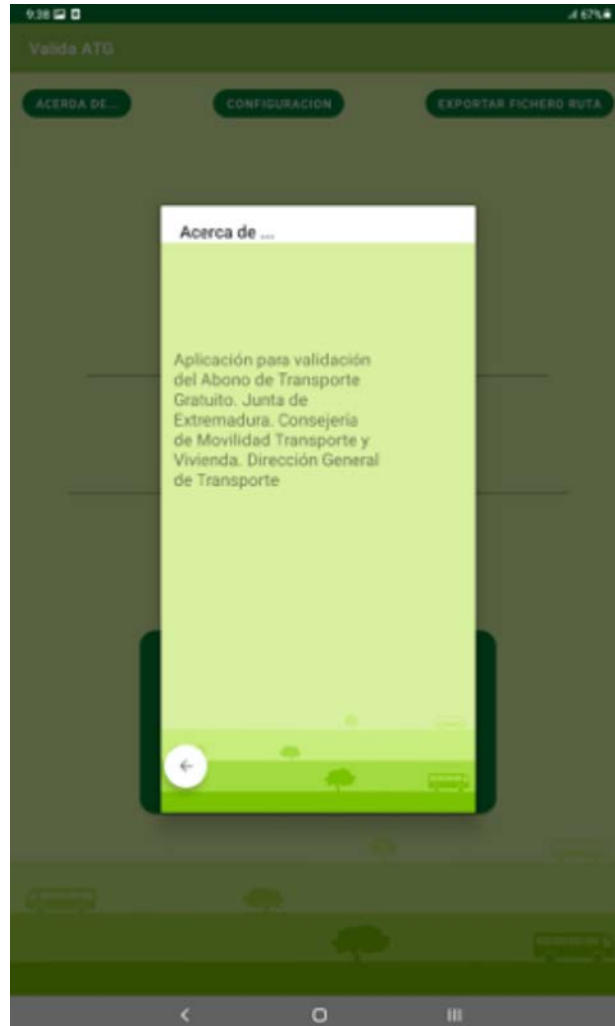 9:38
67%
Valida ATG
ACERDA DE...
CONFIGURACION
EXPORTAR FICHERO RUTA
Acerca de ...
Aplicación para validación
del Abono de Transporte
Gratuito. Junta de
Extremadura. Consejería
de Movilidad Transporte y
Vivienda. Dirección General
de Transporte